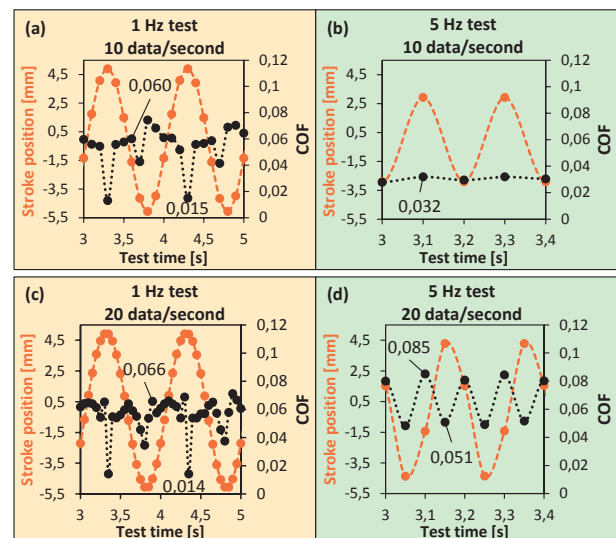 (a)
1 Hz test
10 data/second
Stroke position [mm]
4,5
2,5
0,5
-1,5
-3,5
-5,5
0,060
0,015
0,12
0,1
0,08
0,06
0,04
0,02
0
COF
3 3,5 4 4,5 5
Test time [s]
(b)
5 Hz test
10 data/second
Stroke position [mm]
4,5
2,5
0,5
-1,5
-3,5
-5,5
0,032
0,12
0,1
0,08
0,06
0,04
0,02
0
COF
3 3,1 3,2 3,3 3,4
Test time [s]
(c)
1 Hz test
20 data/second
Stroke position [mm]
4,5
2,5
0,5
-1,5
-3,5
-5,5
0,066
0,014
0,12
0,1
0,08
0,06
0,04
0,02
0
COF
3 3,5 4 4,5 5
Test time [s]
(d)
5 Hz test
20 data/second
Stroke position [mm]
4,5
2,5
0,5
-1,5
-3,5
-5,5
0,085
0,051
0,12
0,1
0,08
0,06
0,04
0,02
0
COF
3 3,1 3,2 3,3 3,4
Test time [s]